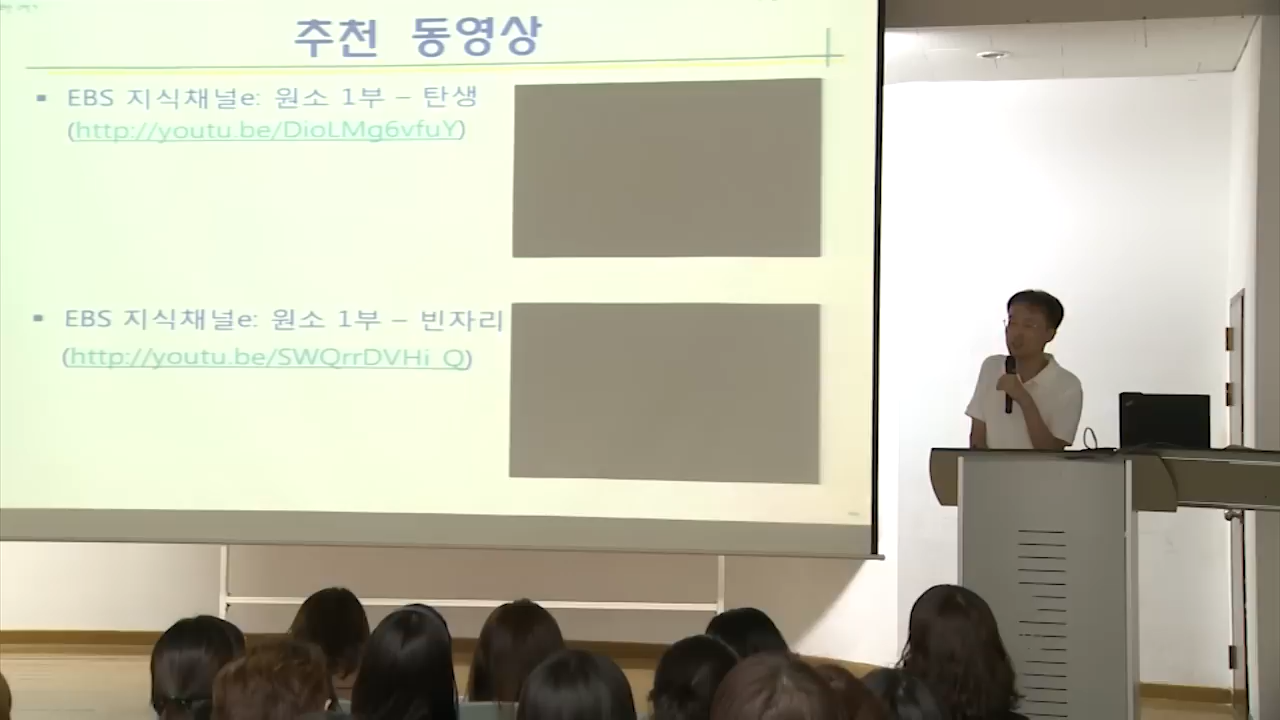 추천 동영상
EBS 지식채널e: 원소 1부 – 탄생
(http://youtu.be/DioLMg6vfuY)
EBS 지식채널e: 원소 1부 – 빈자리
(http://youtu.be/SWQrrDVHi_Q)